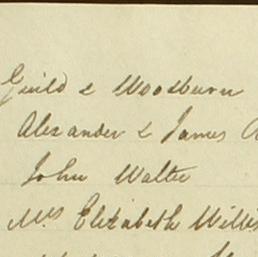 Guild & Woodburn
Alexander & James
John Walter
Mrs Elizabeth